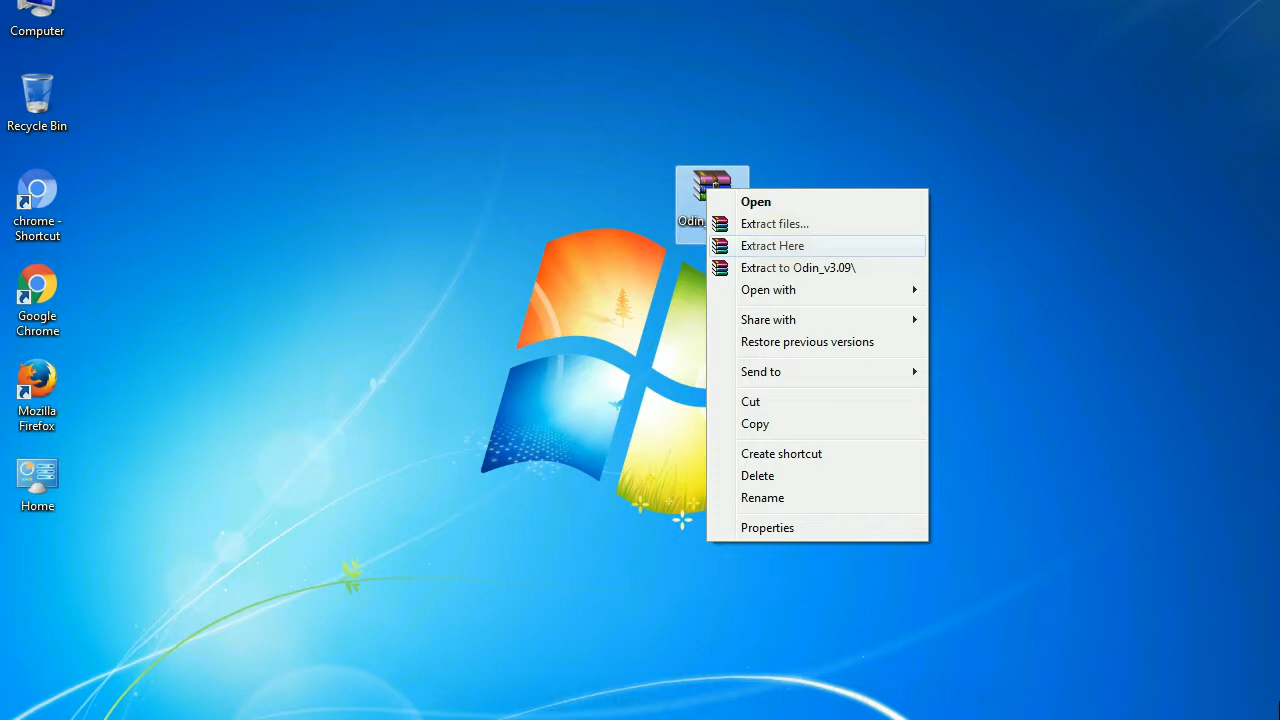 Computer
Recycle Bin
chrome -
Shortcut
Google
Chrome
Mozilla
Firefox
Home
Odin_
Open
Extract files...
Extract Here
Extract to Odin_v3.09\
Open with
Share with
Restore previous versions
Send to
Cut
Copy
Create shortcut
Delete
Rename
Properties